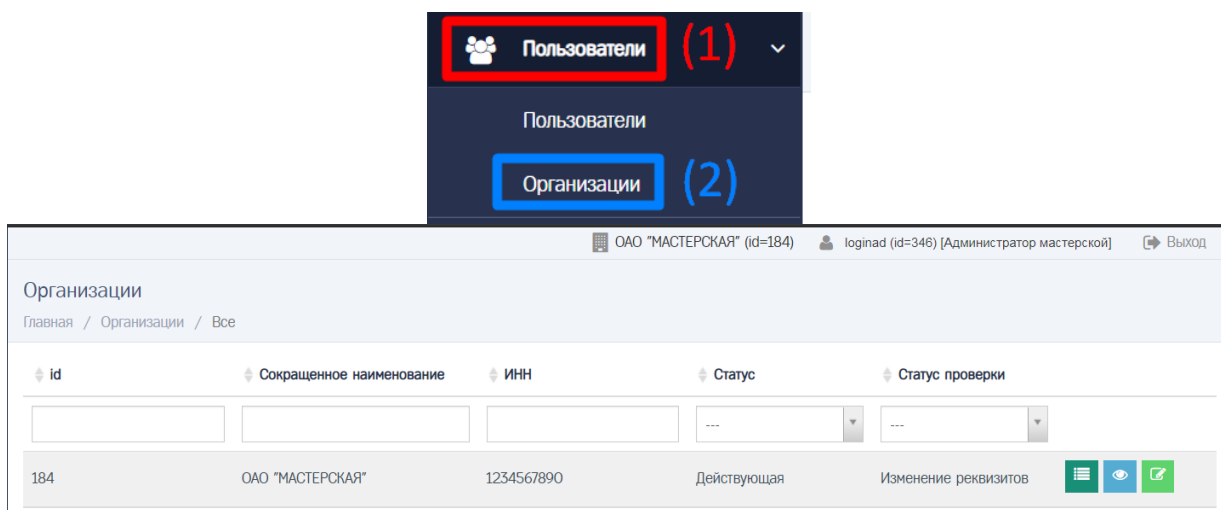 Пользователи (1)
Пользователи
Организации (2)
ОАО "МАСТЕРСКАЯ" (id=184) loginad (id=346) [Администратор мастерской] Выход
Организации
Главная / Организации / Все
id Сокращенное наименование ИНН Статус Статус проверки
--- ---
184 ОАО "МАСТЕРСКАЯ" 1234567890 Действующая Изменение реквизитов